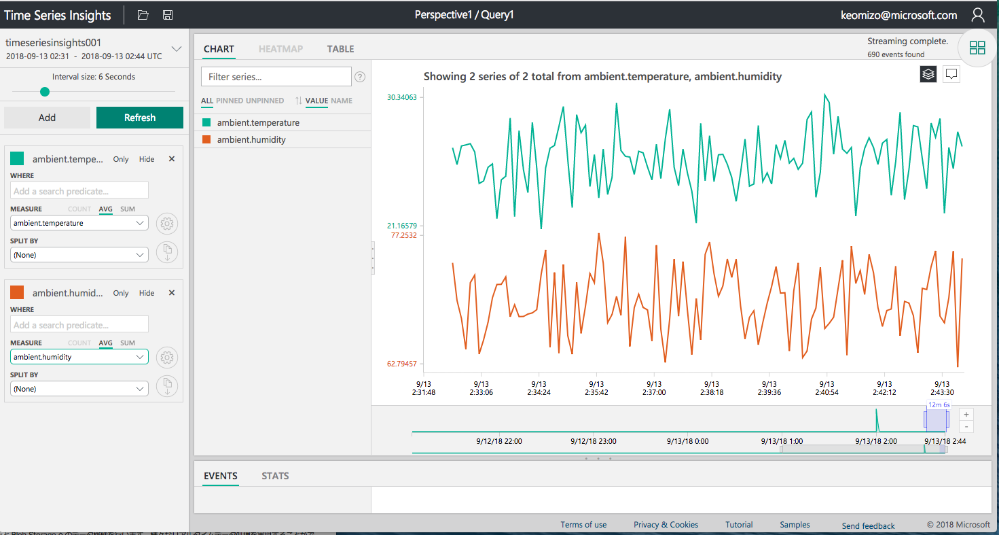 Time Series Insights
Perspective1 / Query1
keomizo@microsoft.com
timeseriesinsights001
2018-09-13 02:31 - 2018-09-13 02:44 UTC
Interval size: 6 Seconds
Add
Refresh
ambient.tempe...
Only
Hide
WHERE
Add a search predicate...
MEASURE
COUNT
AVG
SUM
ambient.temperature
SPLIT BY
(None)
ambient.humid...
Only
Hide
WHERE
Add a search predicate...
MEASURE
COUNT
AVG
SUM
ambient.humidity
SPLIT BY
(None)
CHART
HEATMAP
TABLE
Streaming complete.
690 events found
Filter series...
?
ALL PINNED UNPINNED
VALUE NAME
ambient.temperature
ambient.humidity
Showing 2 series of 2 total from ambient.temperature, ambient.humidity
30.34063
21.16579
77.2532
62.79457
9/13 2:31:48
9/13 2:33:06
9/13 2:34:24
9/13 2:35:42
9/13 2:37:00
9/13 2:38:18
9/13 2:39:36
9/13 2:40:54
9/13 2:42:12
9/13 2:43:30
12m 6s
+
-
9/12/18 22:00
9/12/18 23:00
9/13/18 0:00
9/13/18 1:00
9/13/18 2:00
9/13/18 2:44
EVENTS
STATS
Terms of use
Privacy & Cookies
Tutorial
Samples
Send feedback
© 2018 Microsoft